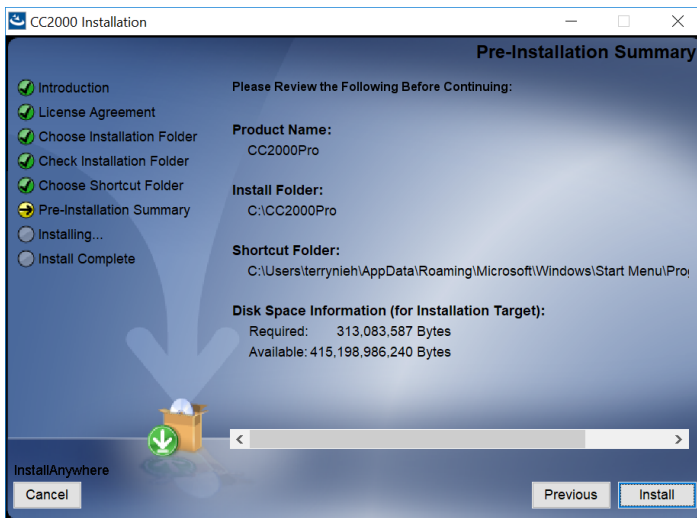 CC2000 Installation
Pre-Installation Summary
Introduction
License Agreement
Choose Installation Folder
Check Installation Folder
Choose Shortcut Folder
Pre-Installation Summary
Installing...
Install Complete
Please Review the Following Before Continuing:
Product Name:
CC2000Pro
Install Folder:
C:\CC2000Pro
Shortcut Folder:
C:\Users\terrynieh\AppData\Roaming\Microsoft\Windows\Start Menu\Pro
Disk Space Information (for Installation Target):
Required: 313,083,587 Bytes
Available: 415,198,986,240 Bytes
InstallAnywhere
Cancel
Previous
Install